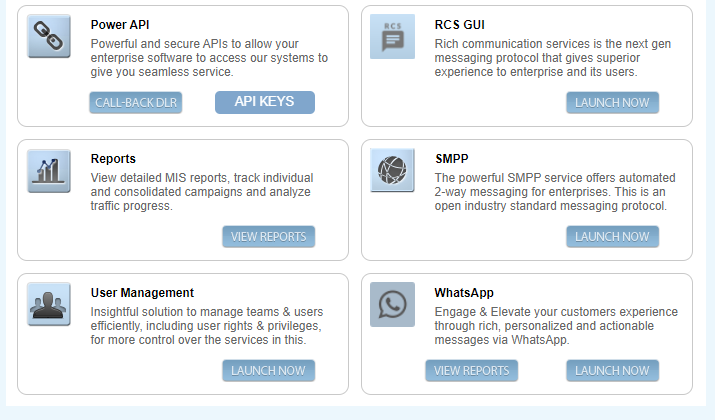 Power API
Powerful and secure APIs to allow your
enterprise software to access our systems to
give you seamless service.
CALL-BACK DLR
API KEYS
RCS
RCS GUI
Rich communication services is the next gen
messaging protocol that gives superior
experience to enterprise and its users.
LAUNCH NOW
Reports
View detailed MIS reports, track individual
and consolidated campaigns and analyze
traffic progress.
VIEW REPORTS
SMPP
The powerful SMPP service offers automated
2-way messaging for enterprises. This is an
open industry standard messaging protocol.
LAUNCH NOW
User Management
Insightful solution to manage teams & users
efficiently, including user rights & privileges,
for more control over the services in this.
LAUNCH NOW
WhatsApp
Engage & Elevate your customers experience
through rich, personalized and actionable
messages via WhatsApp.
VIEW REPORTS
LAUNCH NOW